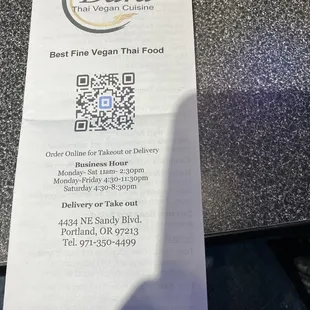 Thai Vegan Cuisine
Best Fine Vegan Thai Food
Order Online for Takeout or Delivery
Business Hour
Monday- Sat 11am- 2:30pm
Monday-Friday 4:30-11:30pm
Saturday 4:30-8:30pm
Delivery or Take out
4434 NE Sandy Blvd.
Portland, OR 97213
Tel. 971-350-4499